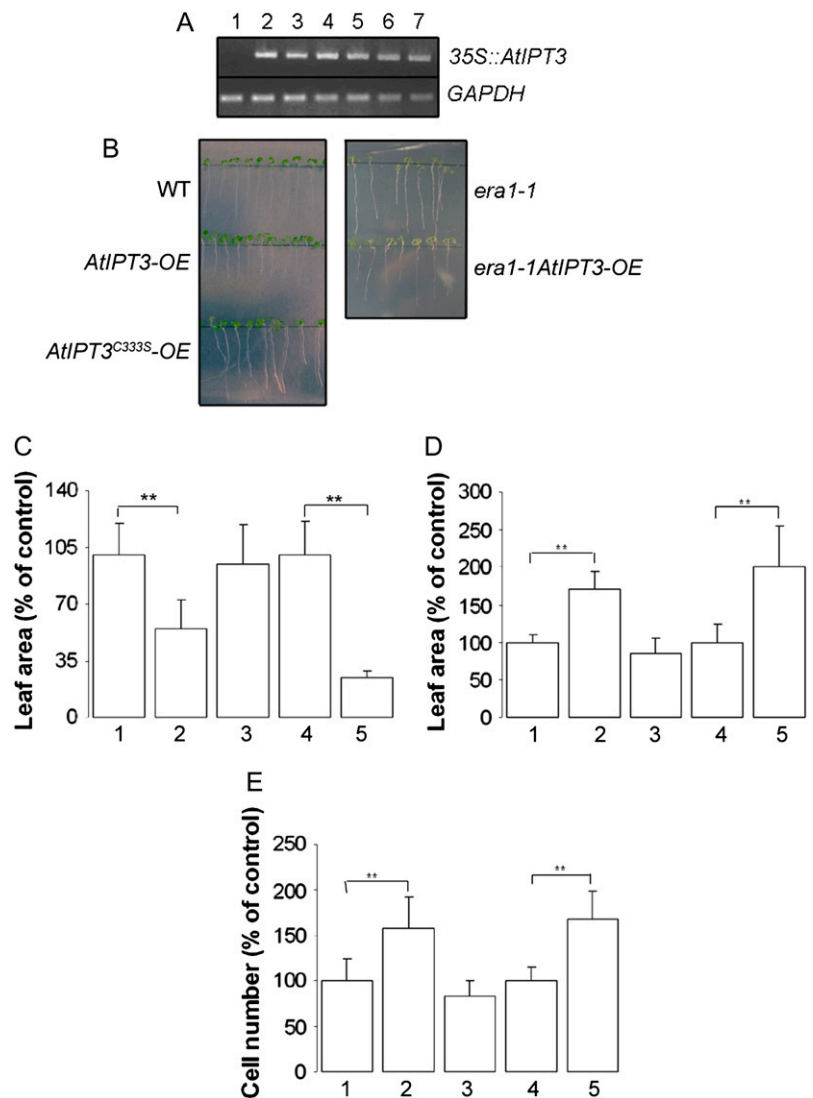 A
1 2 3 4 5 6 7
35S::AtIPT3
GAPDH
B
WT
AtIPT3-OE
AtIPT3C333S-OE
era1-1
era1-1AtIPT3-OE
C
Leaf area (% of control)
140
105
70
35
0
** **
1 2 3 4 5
D
Leaf area (% of control)
300
250
200
150
100
50
0
** **
1 2 3 4 5
E
Cell number (% of control)
250
200
150
100
50
0
** **
1 2 3 4 5